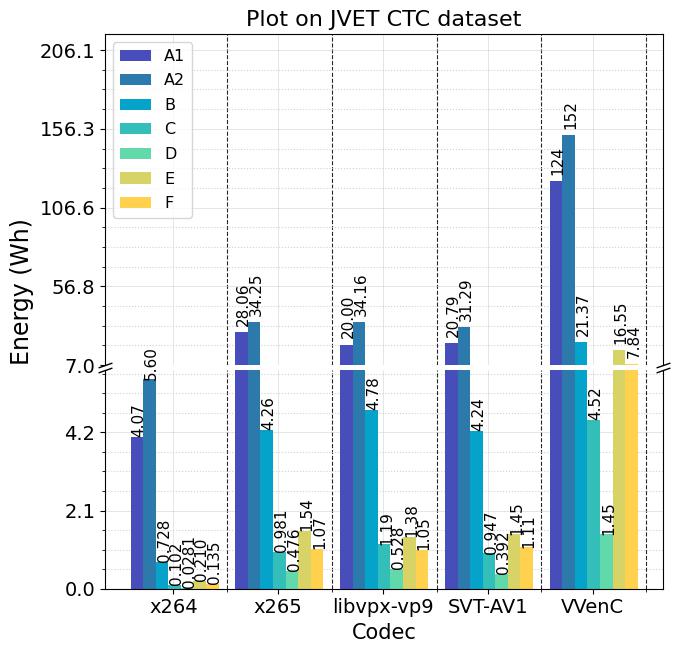 Plot on JVET CTC dataset
Energy (Wh)
206.1
156.3
106.6
56.8
7.0
4.2
2.1
0.0
A1
A2
B
C
D
E
F
4.07
5.60
0.728
0.102
0.0281
0.210
0.135
28.06
34.25
4.26
0.981
0.476
1.54
1.07
20.00
34.16
4.78
1.19
0.528
1.38
1.05
20.79
31.29
4.24
0.947
0.392
1.45
1.11
124
152
21.37
4.52
1.45
16.55
7.84
x264
x265
libvpx-vp9
SVT-AV1
VVenC
Codec